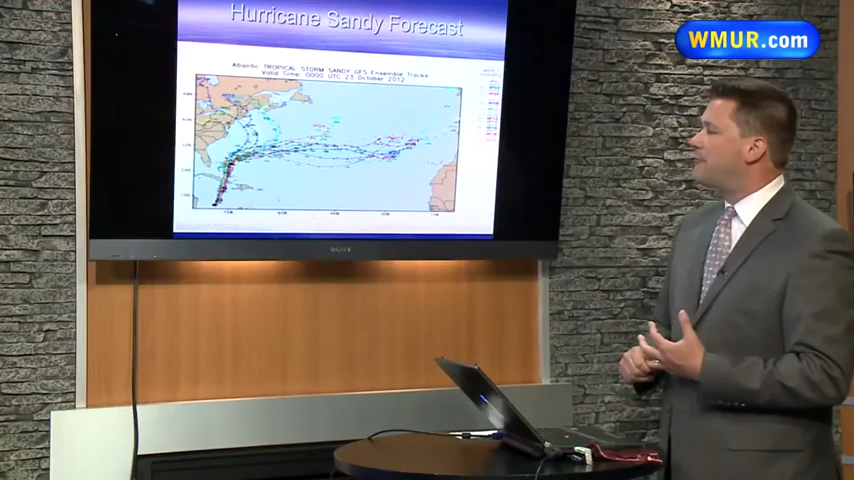 Hurricane Sandy Forecast
WMUR.com
Atlantic TROPICAL STORM SANDY GFS Ensemble Tracks
Valid Time: 0000 UTC 23 October 2012
SONY